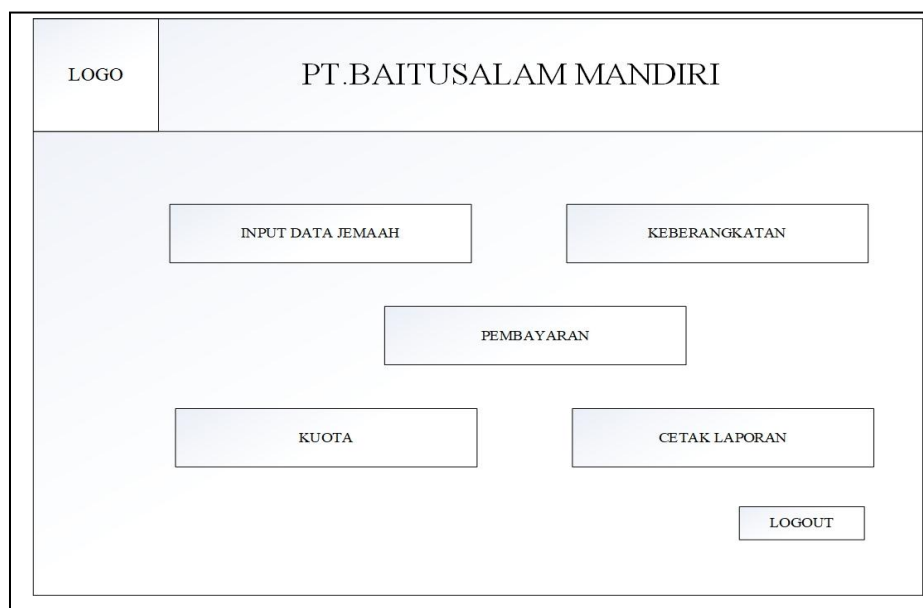 LOGO
PT.BAITUSALAM MANDIRI
INPUT DATA JEMAAH
KEBERANGKATAN
PEMBAYARAN
KUOTA
CETAK LAPORAN
LOGOUT